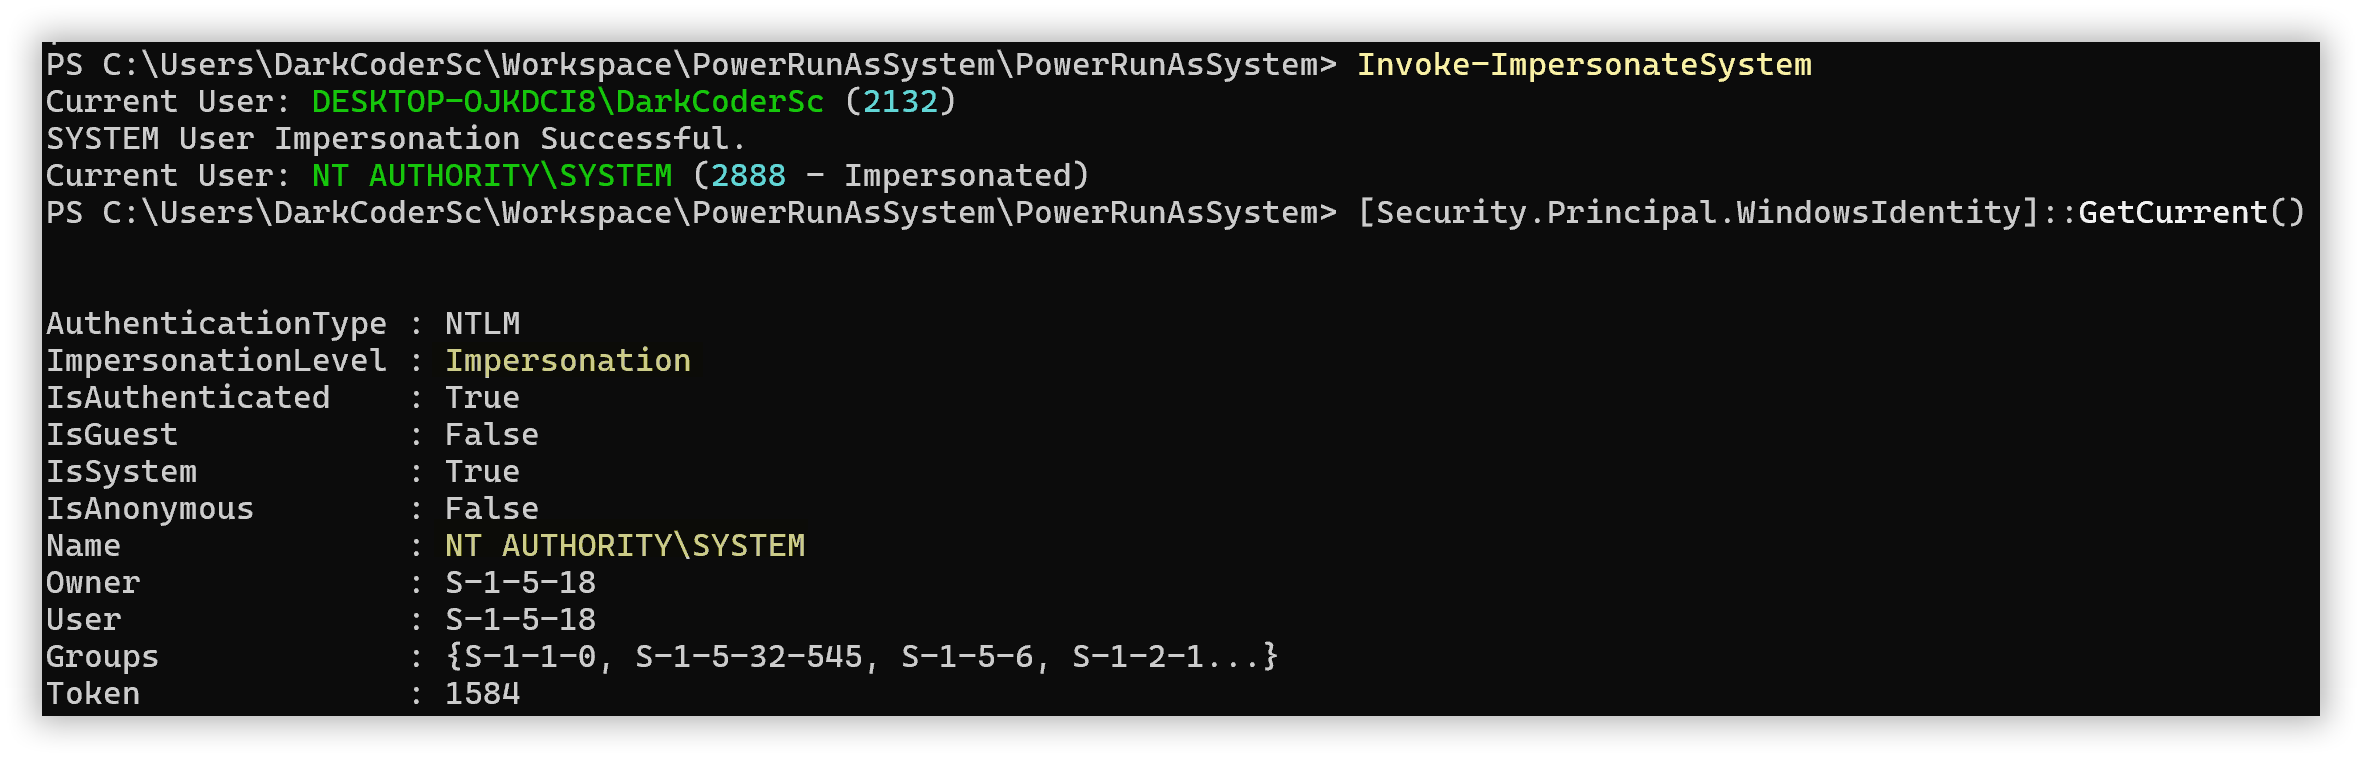 PS C:\Users\DarkCoderSc\Workspace\PowerRunAsSystem\PowerRunAsSystem> Invoke-ImpersonateSystem
Current User: DESKTOP-OJKDCI8\DarkCoderSc (2132)
SYSTEM User Impersonation Successful.
Current User: NT AUTHORITY\SYSTEM (2888 - Impersonated)
PS C:\Users\DarkCoderSc\Workspace\PowerRunAsSystem\PowerRunAsSystem> [Security.Principal.WindowsIdentity]::GetCurrent()
AuthenticationType : NTLM
ImpersonationLevel : Impersonation
IsAuthenticated    : True
IsGuest            : False
IsSystem           : True
IsAnonymous        : False
Name               : NT AUTHORITY\SYSTEM
Owner              : S-1-5-18
User               : S-1-5-18
Groups             : {S-1-1-0, S-1-5-32-545, S-1-5-6, S-1-2-1...}
Token              : 1584